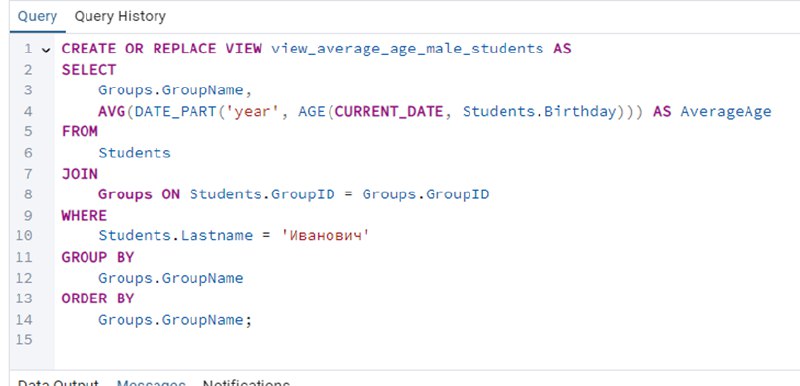 Query Query History
1 CREATE OR REPLACE VIEW view_average_age_male_students AS
2 SELECT
3 Groups.GroupName,
4 AVG(DATE_PART('year', AGE(CURRENT_DATE, Students.Birthday))) AS AverageAge
5 FROM
6 Students
7 JOIN
8 Groups ON Students.GroupID = Groups.GroupID
9 WHERE
10 Students.Lastname = 'Иванович'
11 GROUP BY
12 Groups.GroupName
13 ORDER BY
14 Groups.GroupName;
15
Data Output Messages Notifications